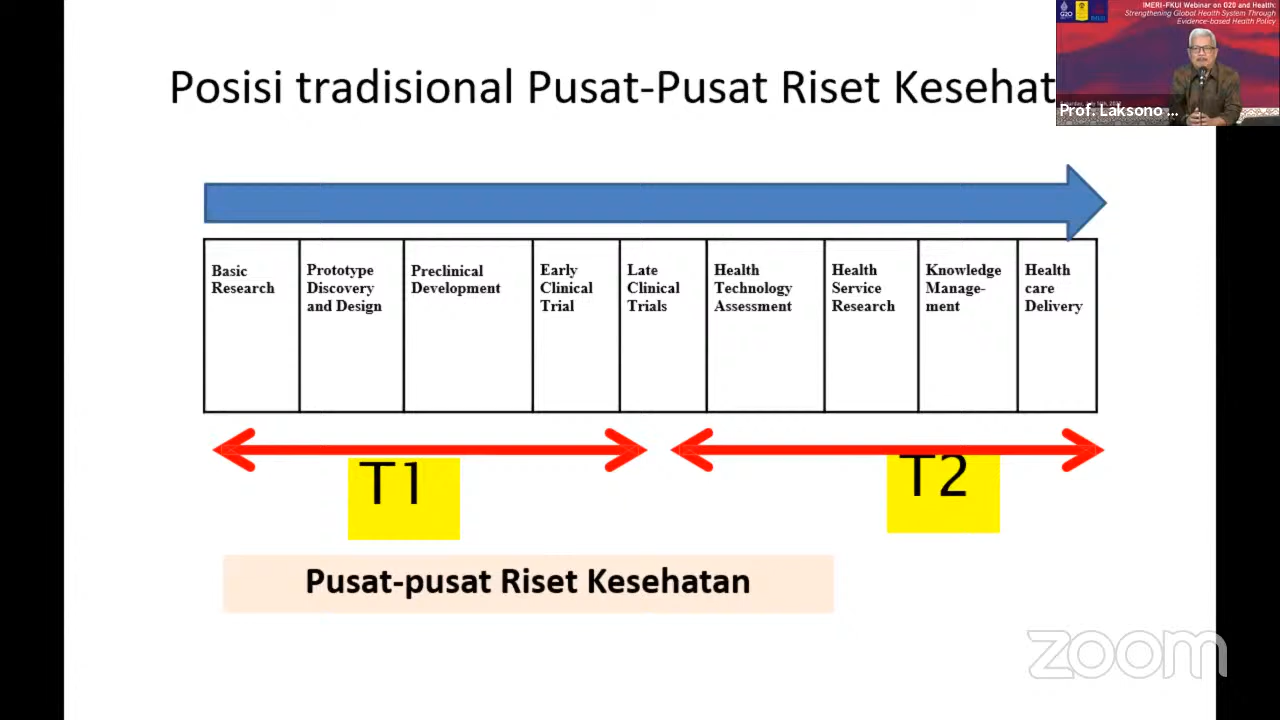 IMERI-FKUI Webinar on G20 and Health:
Strengthening Global Health System Through
Evidence-based Health Policy
Prof. Laksono ...
Posisi tradisional Pusat-Pusat Riset Kesehat
Basic
Research
Prototype
Discovery
and Design
Preclinical
Development
Early
Clinical
Trial
Late
Clinical
Trials
Health
Technology
Assessment
Health
Service
Research
Knowledge
Manage-
ment
Health
care
Delivery
T1
T2
Pusat-pusat Riset Kesehatan
zoom